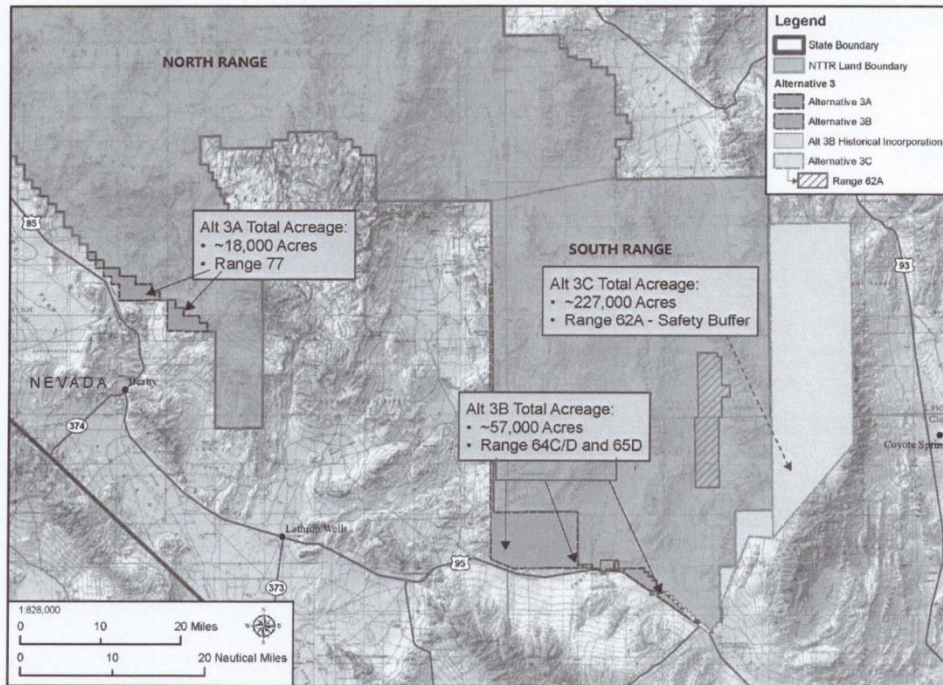 Legend
State Boundary
NTTR Land Boundary
Alternative 3
Alternative 3A
Alternative 3B
Alt 3B Historical Incorporation
Alternative 3C
Range 62A
NORTH RANGE
95
Alt 3A Total Acreage:
• ~18,000 Acres
• Range 77
SOUTH RANGE
93
Alt 3C Total Acreage:
• ~227,000 Acres
• Range 62A - Safety Buffer
NEVADA
Beatty
374
Alt 3B Total Acreage:
• ~57,000 Acres
• Range 64C/D and 65D
Coyote Sprin
Lathrop Wells
95
373
1:828,000
0 10 20 Miles
0 10 20 Nautical Miles
N
W
E
S